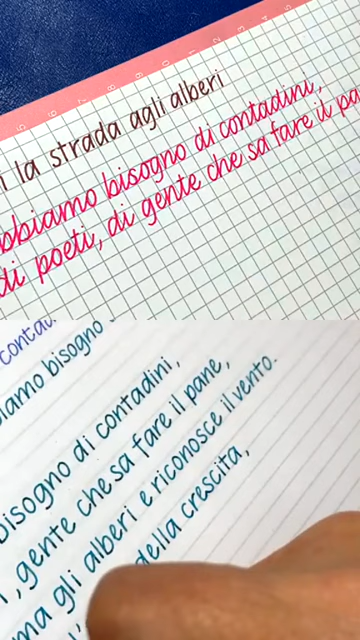 la strada agli alberi
bbiamo bisogno di contadini,
di poeti, di gente che sa fare il pa
contad
iamo bisogno
bisogno di contadini,
i, gente che sa fare il pane,
ma gli alberi e riconosce il vento.
della crescita,